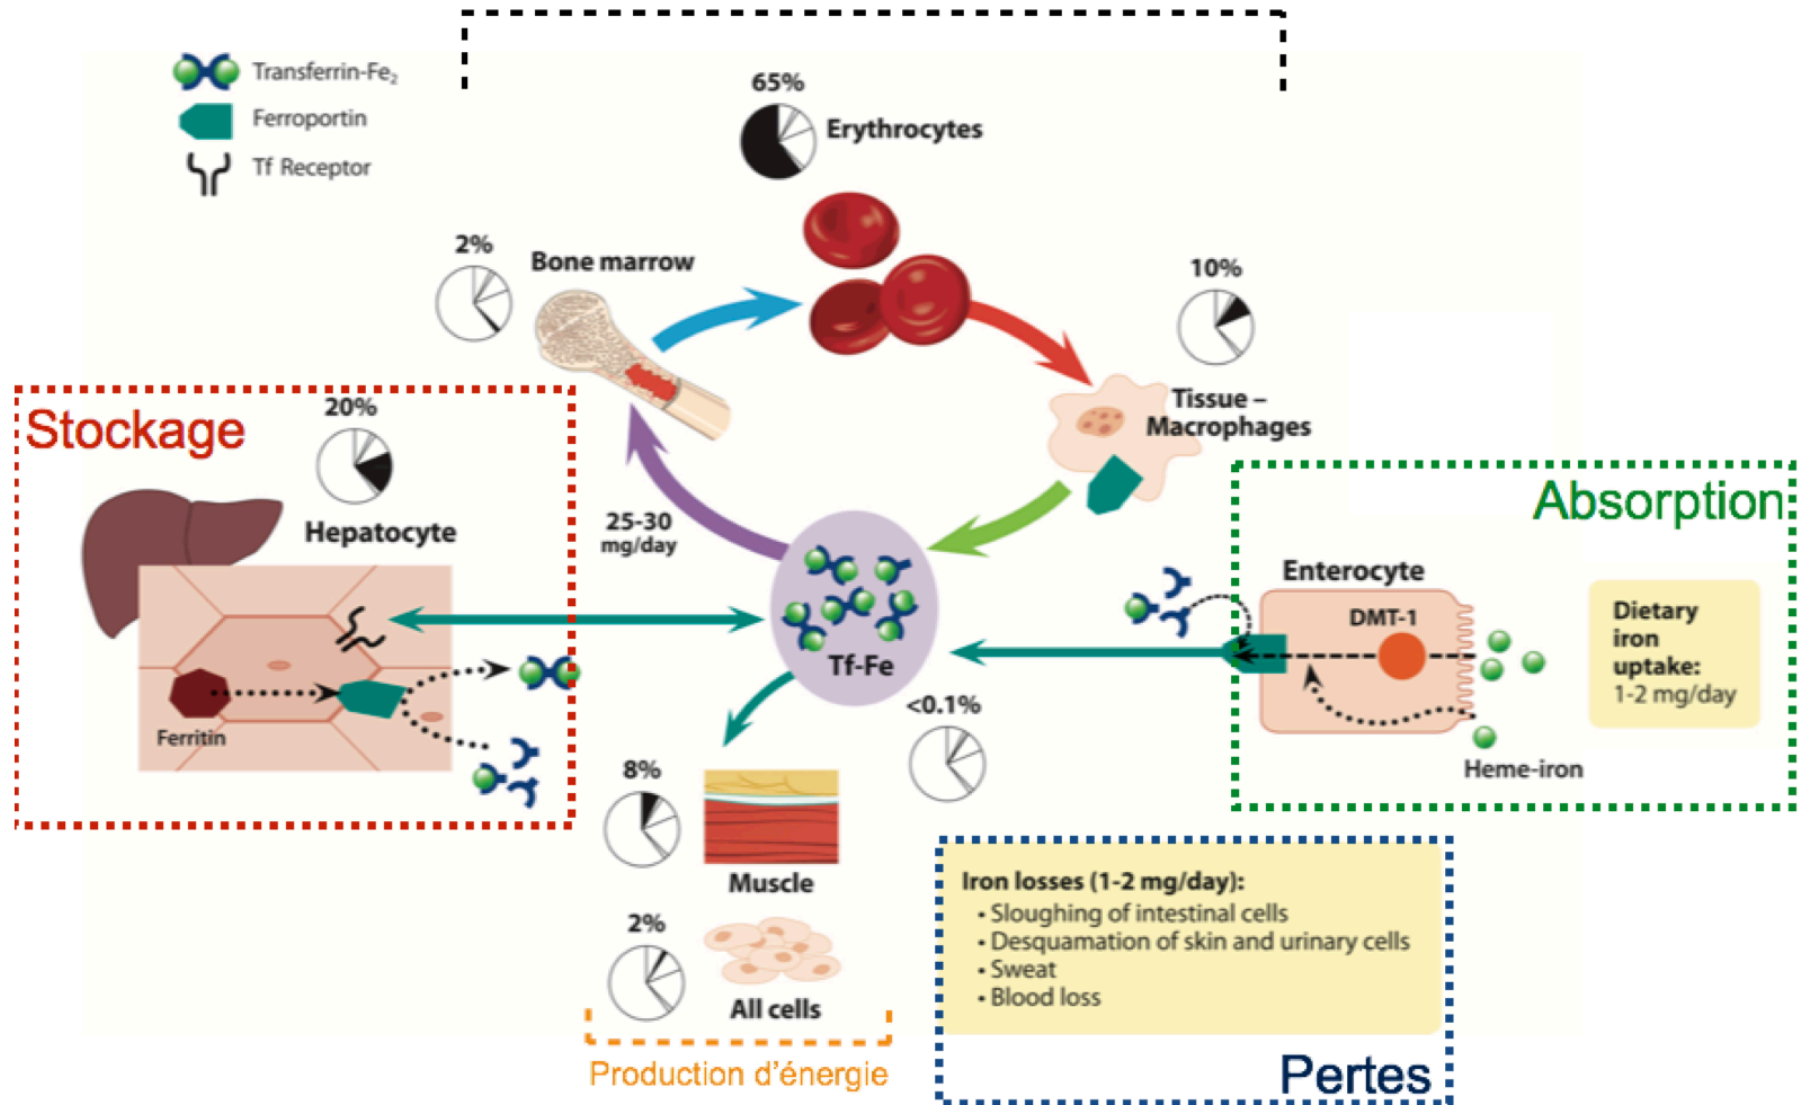 Transferrin-Fe₂
Ferroportin
Tf Receptor
65%
Erythrocytes
2%
Bone marrow
10%
Tissue –
Macrophages
Stockage
20%
Hepatocyte
Ferritin
25-30
mg/day
Tf-Fe
<0.1%
Absorption
Enterocyte
DMT-1
Heme-iron
Dietary
iron
uptake:
1-2 mg/day
8%
Muscle
2%
All cells
Production d'énergie
Iron losses (1-2 mg/day):
• Sloughing of intestinal cells
• Desquamation of skin and urinary cells
• Sweat
• Blood loss
Pertes